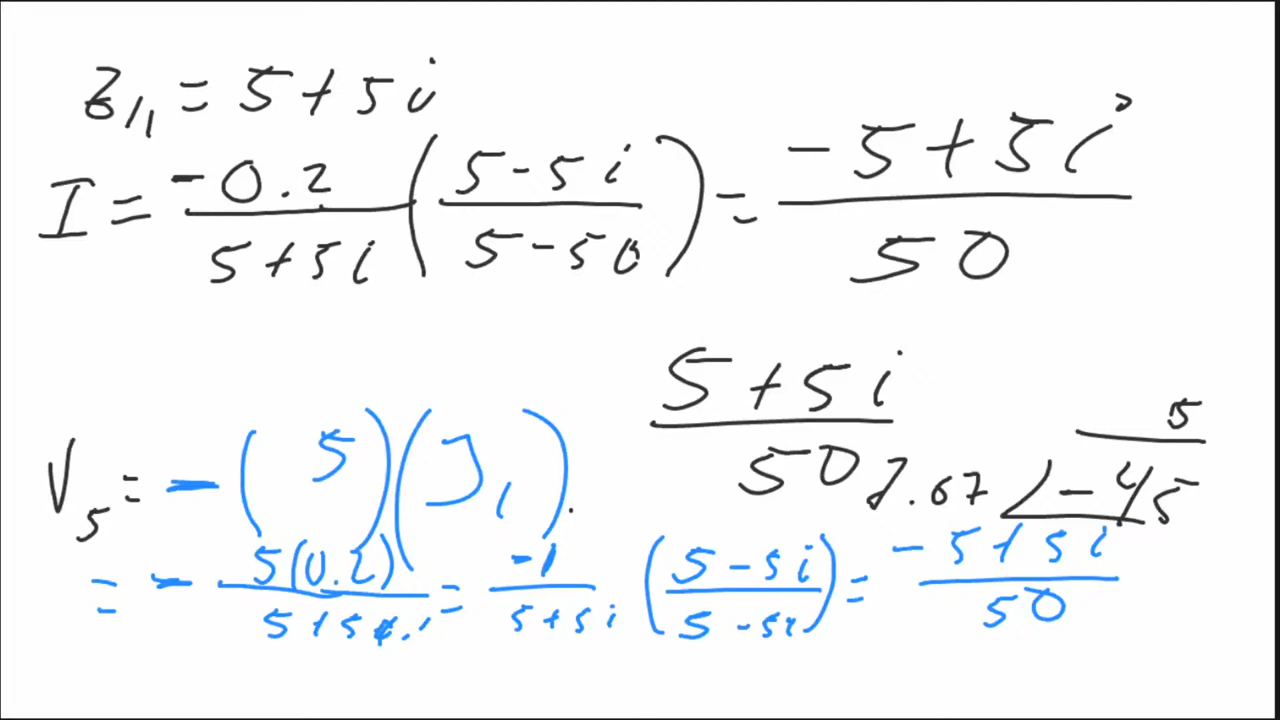 Z11 = 5+5i
I = -0.2/5+5i (5-5i/5-50) = -5+5i/50
5+5i/50
5/7.07∠-45
V5 = -(5)(I1).
= - 5(0.2)/5+5i = -1/5+5i (5-5i/5-5i) = -5+5i/50